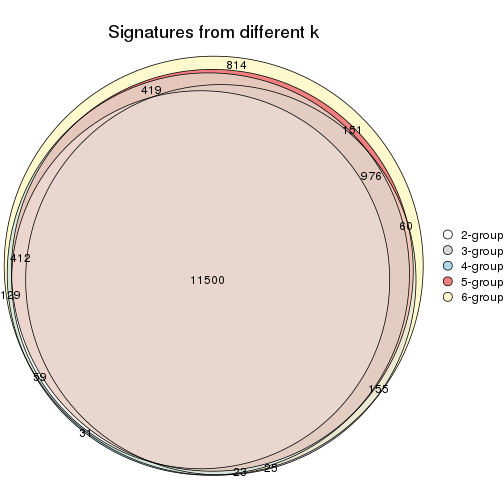 Signatures from different k
814
419
151
976
60
412
11500
129
59
155
31
23
25
2-group
3-group
4-group
5-group
6-group